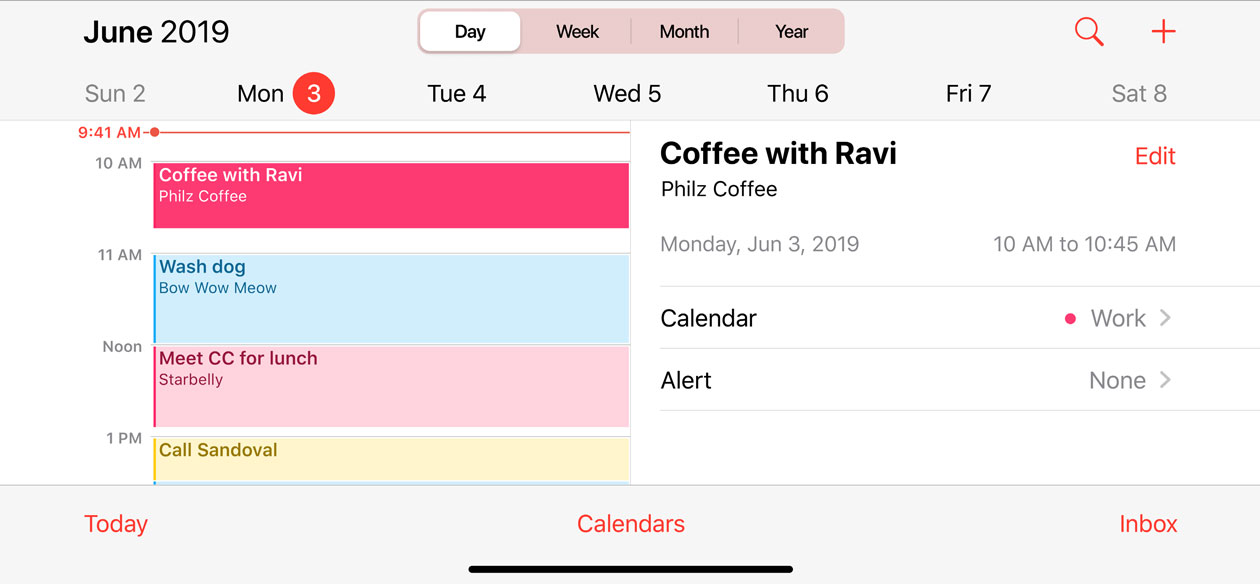 June 2019
Day Week Month Year
Sun 2 Mon 3 Tue 4 Wed 5 Thu 6 Fri 7 Sat 8
9:41 AM
10 AM
Coffee with Ravi
Philz Coffee
11 AM
Wash dog
Bow Wow Meow
Noon
Meet CC for lunch
Starbelly
1 PM
Call Sandoval
Coffee with Ravi
Edit
Philz Coffee
Monday, Jun 3, 2019 10 AM to 10:45 AM
Calendar Work
Alert None
Today Calendars Inbox